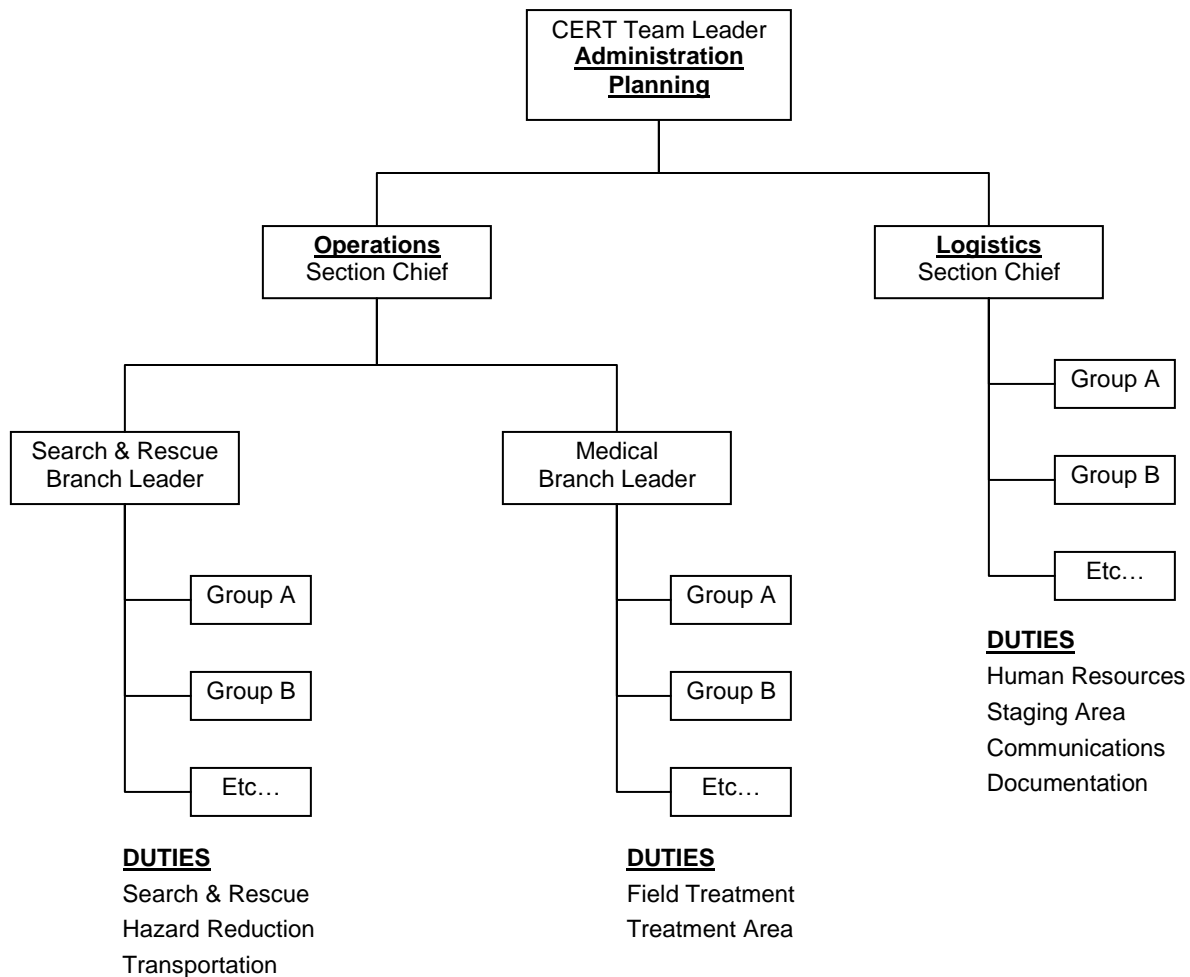 CERT Team Leader
Administration
Planning
Operations
Section Chief
Logistics
Section Chief
Search & Rescue
Branch Leader
Medical
Branch Leader
Group A
Group B
Etc…
Group A
Group B
Etc…
Group A
Group B
Etc…
DUTIES
Human Resources
Staging Area
Communications
Documentation
DUTIES
Search & Rescue
Hazard Reduction
Transportation
DUTIES
Field Treatment
Treatment Area